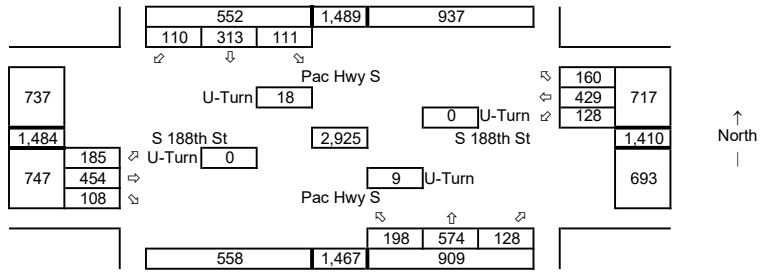 552 1,489 937
110 313 111
Pac Hwy S
160
737 U-Turn 18 429 717
0 U-Turn 128
1,484 S 188th St 2,925 S 188th St 1,410
185 U-Turn 0
747 454 9 U-Turn 693
108 Pac Hwy S
198 574 128
558 1,467 909
North